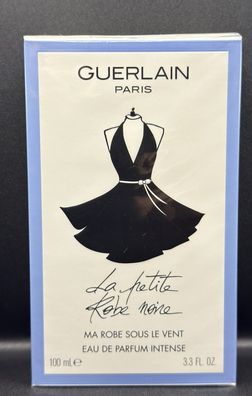 GUERLAIN
PARIS
La petite
Robe noire
MA ROBE SOUS LE VENT
EAU DE PARFUM INTENSE
100 mL℮ 3.3 FL. OZ